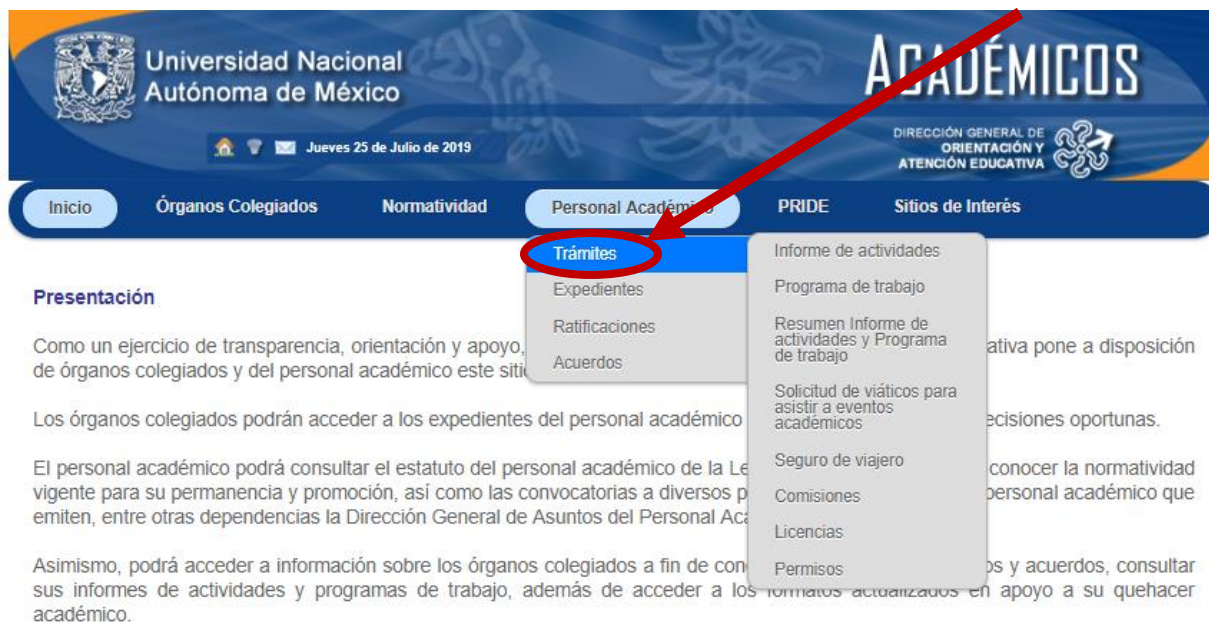 Universidad Nacional
Autónoma de México
ACADÉMICOS
Jueves 25 de Julio de 2019
DIRECCIÓN GENERAL DE
ORIENTACIÓN Y
ATENCIÓN EDUCATIVA
Inicio Órganos Colegiados Normatividad Personal Académico PRIDE Sitios de Interés
Trámites
Expedientes
Ratificaciones
Acuerdos
Informe de actividades
Programa de trabajo
Resumen Informe de
actividades y Programa
de trabajo
Solicitud de viáticos para
asistir a eventos
académicos
Seguro de viajero
Comisiones
Licencias
Permisos
Presentación
Como un ejercicio de transparencia, orientación y apoyo, ativa pone a disposición
de órganos colegiados y del personal académico este siti
Los órganos colegiados podrán acceder a los expedientes del personal académico ecisiones oportunas.
El personal académico podrá consultar el estatuto del personal académico de la Le conocer la normatividad
vigente para su permanencia y promoción, así como las convocatorias a diversos p personal académico que
emiten, entre otras dependencias la Dirección General de Asuntos del Personal Aca
Asimismo, podrá acceder a información sobre los órganos colegiados a fin de con os y acuerdos, consultar
sus informes de actividades y programas de trabajo, además de acceder a los formatos actualizados en apoyo a su quehacer
académico.